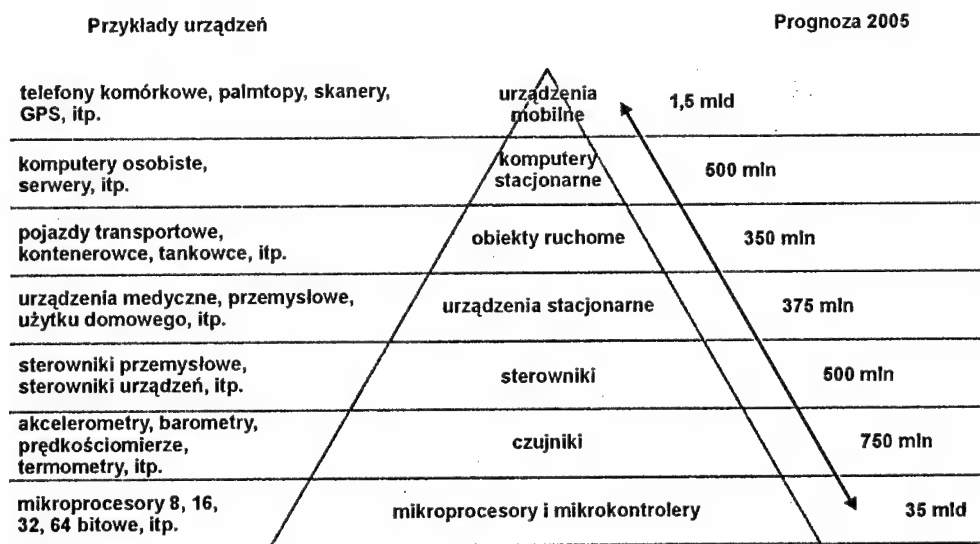 Przykłady urządzeń
Prognoza 2005
telefony komórkowe, palmtopy, skanery,
GPS, itp.
urządzenia
mobilne
1,5 mld
komputery osobiste,
serwery, itp.
komputery
stacjonarne
500 mln
pojazdy transportowe,
kontenerowce, tankowce, itp.
obiekty ruchome
350 mln
urządzenia medyczne, przemysłowe,
użytku domowego, itp.
urządzenia stacjonarne
375 mln
sterowniki przemysłowe,
sterowniki urządzeń, itp.
sterowniki
500 mln
akcelerometry, barometry,
prędkościomierze,
termometry, itp.
czujniki
750 mln
mikroprocesory 8, 16,
32, 64 bitowe, itp.
mikroprocesory i mikrokontrolery
35 mld